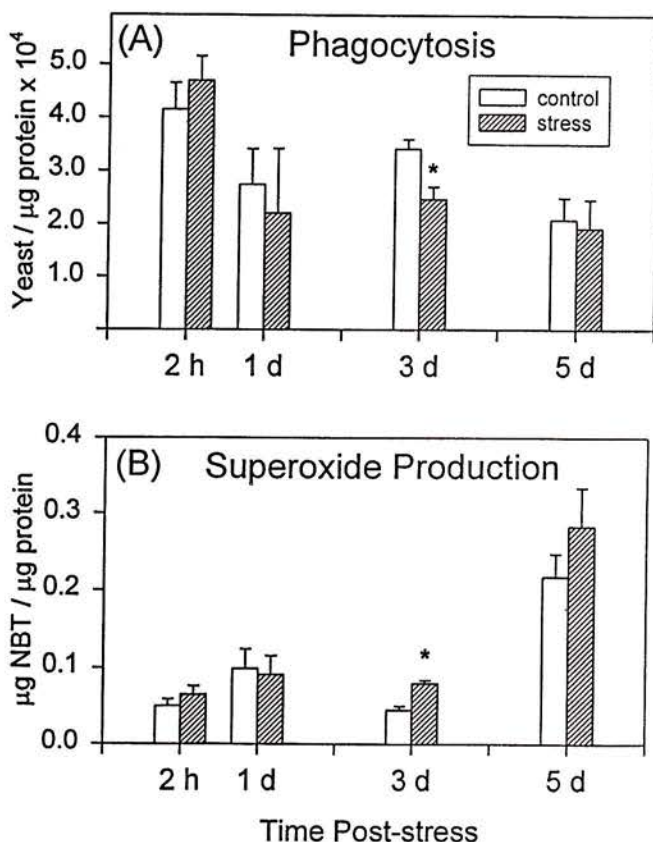 (A) Phagocytosis
Yeast / µg protein x 10⁴
5.0
4.0
3.0
2.0
1.0
control
stress
*
2 h 1 d 3 d 5 d
(B) Superoxide Production
µg NBT / µg protein
0.4
0.3
0.2
0.1
0.0
*
2 h 1 d 3 d 5 d
Time Post-stress